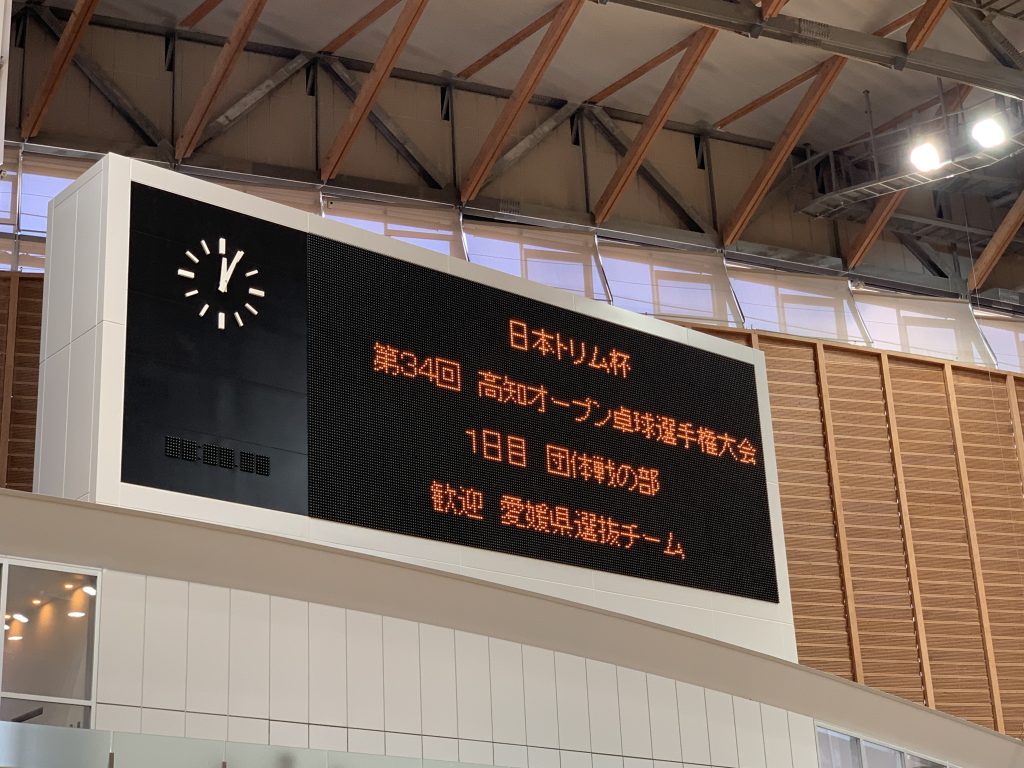 日本トリム杯
第34回 高知オープン卓球選手権大会
1日目 団体戦の部
歓迎 愛媛県選抜チーム